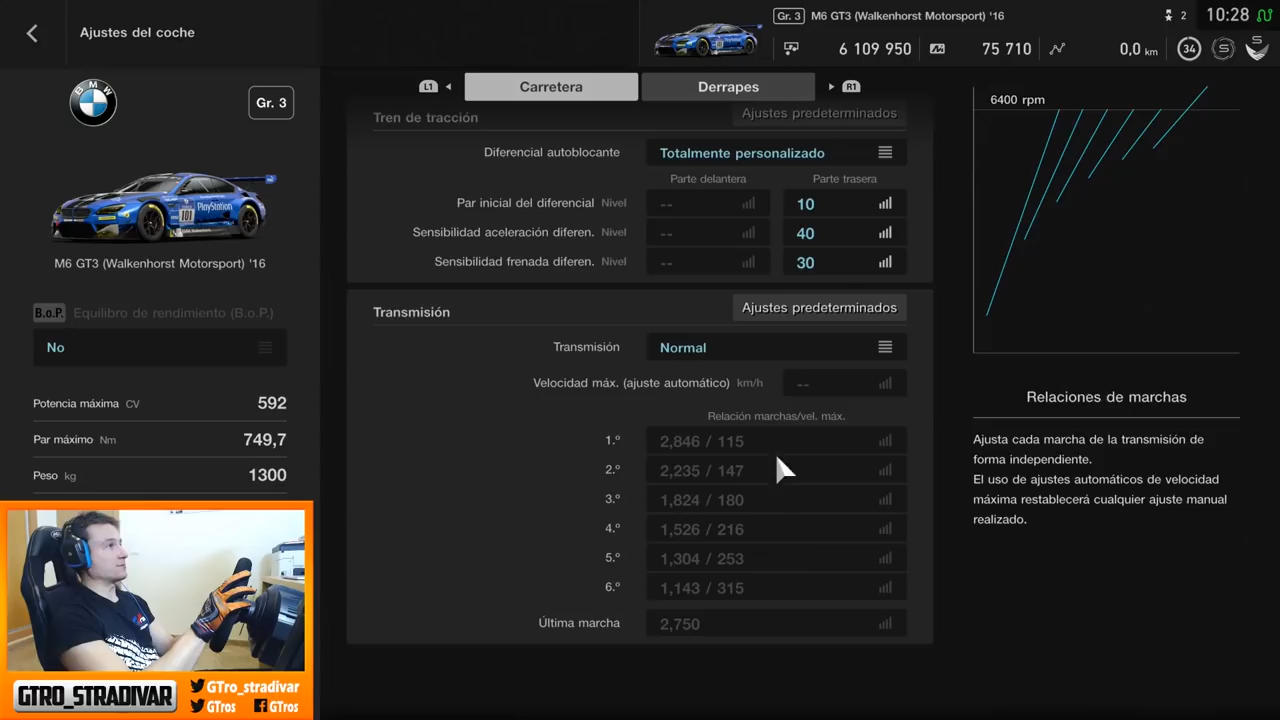 Ajustes del coche
Gr. 3 M6 GT3 (Walkenhorst Motorsport) '16
2 10:28
6 109 950 75 710 0,0 km 34 S S
BMW
Gr. 3
101 PlayStation
M6 GT3 (Walkenhorst Motorsport) '16
B.o.P. Equilibro de rendimiento (B.o.P.)
No
Potencia máxima CV 592
Par máximo Nm 749,7
Peso kg 1300
L1 Carretera Derrapes R1
Tren de tracción Ajustes predeterminados
Diferencial autoblocante Totalmente personalizado
Parte delantera Parte trasera
Par inicial del diferencial Nivel -- 10
Sensibilidad aceleración diferen. Nivel -- 40
Sensibilidad frenada diferen. Nivel -- 30
Transmisión Ajustes predeterminados
Transmisión Normal
Velocidad máx. (ajuste automático) km/h --
Relación marchas/vel. máx.
1.º 2,846 / 115
2.º 2,235 / 147
3.º 1,824 / 180
4.º 1,526 / 216
5.º 1,304 / 253
6.º 1,143 / 315
Última marcha 2,750
6400 rpm
Relaciones de marchas
Ajusta cada marcha de la transmisión de
forma independiente.
El uso de ajustes automáticos de velocidad
máxima restablecerá cualquier ajuste manual
realizado.
GTRO_STRADIVAR
GTro_stradivar
GTros GTros